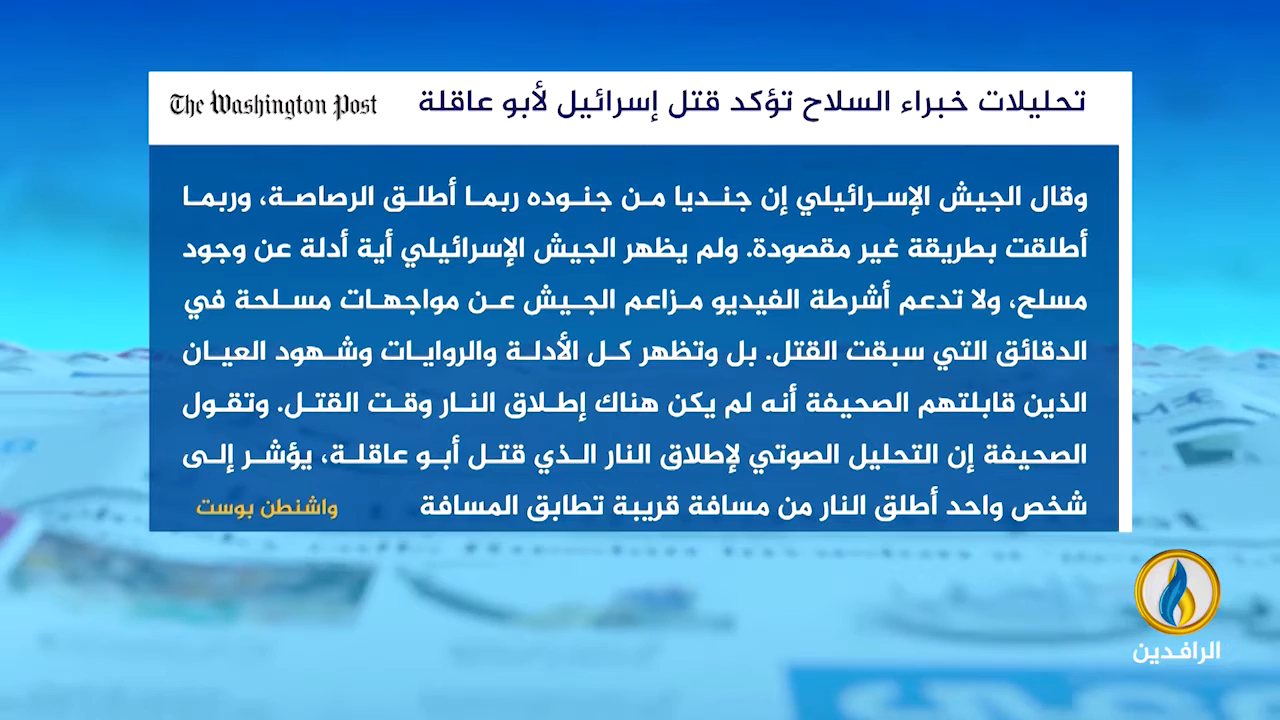 تحليلات خبراء السلاح تؤكد قتل إسرائيل لأبو عاقلة
The Washington Post
وقال الجيش الإسرائيلي إن جنديا من جنوده ربما أطلق الرصاصة، وربما
أطلقت بطريقة غير مقصودة. ولم يظهر الجيش الإسرائيلي أية أدلة عن وجود
مسلح، ولا تدعم أشرطة الفيديو مزاعم الجيش عن مواجهات مسلحة في
الدقائق التي سبقت القتل. بل وتظهر كل الأدلة والروايات وشهود العيان
الذين قابلتهم الصحيفة أنه لم يكن هناك إطلاق النار وقت القتل. وتقول
الصحيفة إن التحليل الصوتي لإطلاق النار الذي قتل أبو عاقلة، يؤشر إلى
شخص واحد أطلق النار من مسافة قريبة تطابق المسافة
واشنطن بوست
الرافدين